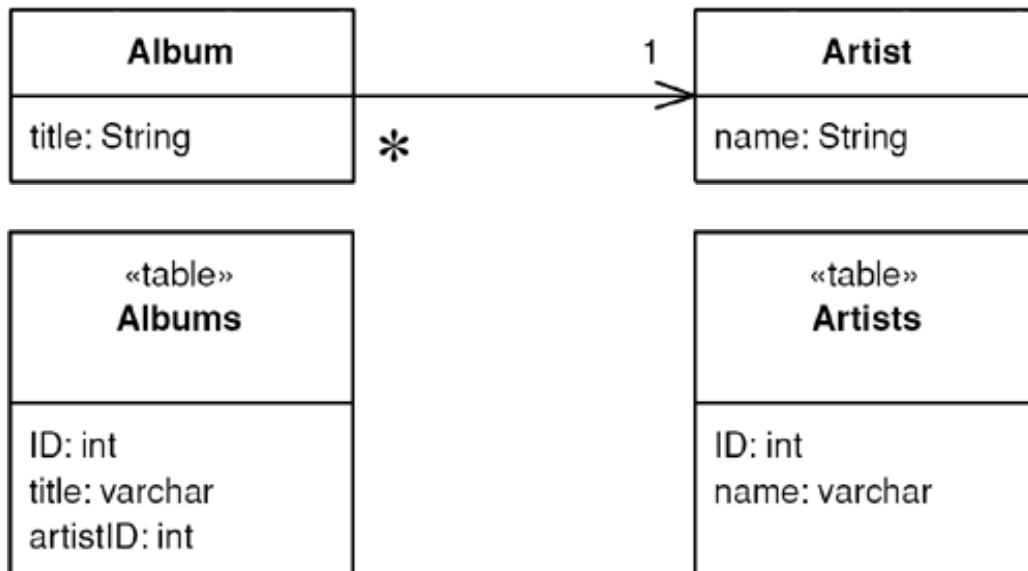 Album
title: String
*
1
Artist
name: String
«table»
Albums
ID: int
title: varchar
artistID: int
«table»
Artists
ID: int
name: varchar